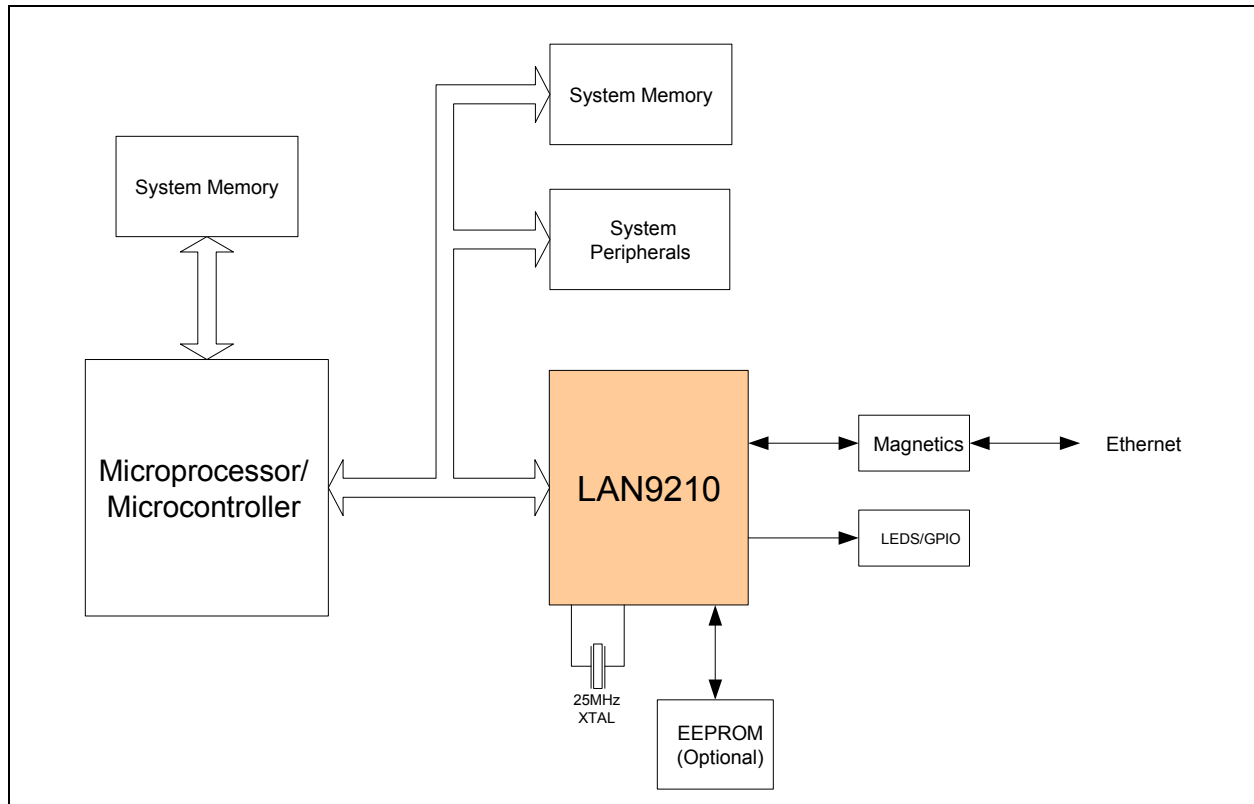 System Memory
System Memory
System
Peripherals
Microprocessor/
Microcontroller
LAN9210
Magnetics
Ethernet
LEDS/GPIO
25MHz
XTAL
EEPROM
(Optional)